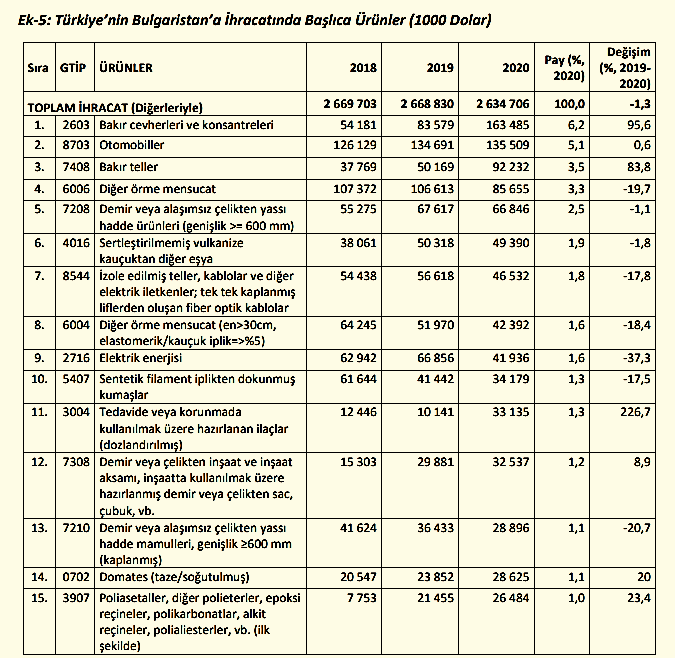 Ek-5: Türkiye'nin Bulgaristan'a İhracatında Başlıca Ürünler (1000 Dolar)
Sıra GTİP ÜRÜNLER 2018 2019 2020 Pay (%, 2020) Değişim (%, 2019-2020)
TOPLAM İHRACAT (Diğerleriyle) 2 669 703 2 668 830 2 634 706 100,0 -1,3
1. 2603 Bakır cevherleri ve konsantreleri 54 181 83 579 163 485 6,2 95,6
2. 8703 Otomobiller 126 129 134 691 135 509 5,1 0,6
3. 7408 Bakır teller 37 769 50 169 92 232 3,5 83,8
4. 6006 Diğer örme mensucat 107 372 106 613 85 655 3,3 -19,7
5. 7208 Demir veya alaşımsız çelikten yassı 55 275 67 617 66 846 2,5 -1,1
hadde ürünleri (genişlik >= 600 mm)
6. 4016 Sertleştirilmemiş vulkanize 38 061 50 318 49 390 1,9 -1,8
kauçuktan diğer eşya
7. 8544 İzole edilmiş teller, kablolar ve diğer 54 438 56 618 46 532 1,8 -17,8
elektrik iletkenler; tek tek kaplanmış
liflerden oluşan fiber optik kablolar
8. 6004 Diğer örme mensucat (en>30cm, 64 245 51 970 42 392 1,6 -18,4
elastomerik/kauçuk iplik=>%5)
9. 2716 Elektrik enerjisi 62 942 66 856 41 936 1,6 -37,3
10. 5407 Sentetik filament iplikten dokunmuş 61 644 41 442 34 179 1,3 -17,5
kumaşlar
11. 3004 Tedavide veya korunmada 12 446 10 141 33 135 1,3 226,7
kullanılmak üzere hazırlanan ilaçlar
(dozlandırılmış)
12. 7308 Demir veya çelikten inşaat ve inşaat 15 303 29 881 32 537 1,2 8,9
aksamı, inşaatta kullanılmak üzere
hazırlanmış demir veya çelikten sac,
çubuk, vb.
13. 7210 Demir veya alaşımsız çelikten yassı 41 624 36 433 28 896 1,1 -20,7
hadde mamulleri, genişlik ≥600 mm
(kaplanmış)
14. 0702 Domates (taze/soğutulmuş) 20 547 23 852 28 625 1,1 20
15. 3907 Poliasetaller, diğer polieterler, epoksi 7 753 21 455 26 484 1,0 23,4
reçineler, polikarbonatlar, alkit
reçineler, polialiesterler, vb. (ilk
şekilde)